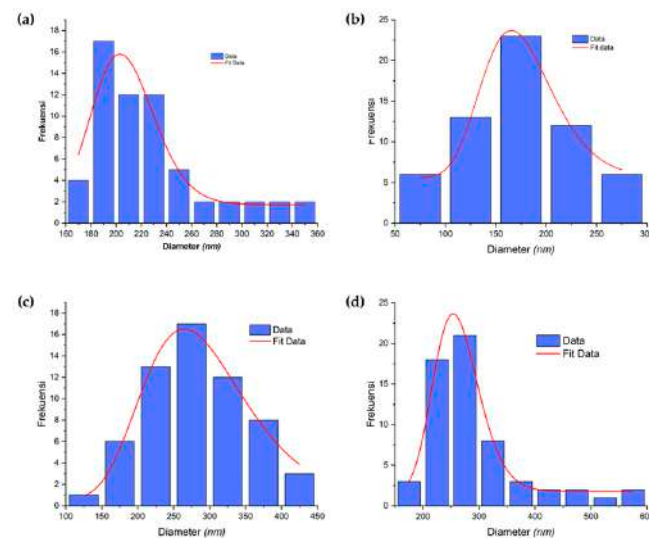 (a)
Data
Fit Data
Frekuensi
18
16
14
12
10
8
6
4
2
0
160 180 200 220 240 260 280 300 320 340 360
Diameter (nm)
(b)
Data
Fit data
Frekuensi
25
20
15
10
5
0
50 100 150 200 250 30
Diameter (nm)
(c)
Data
Fit Data
Frekuensi
18
16
14
12
10
8
6
4
2
0
100 150 200 250 300 350 400 450
Diameter (nm)
(d)
Data
Fit Data
Frekuensi
25
20
15
10
5
0
200 300 400 500 60
Diameter (nm)